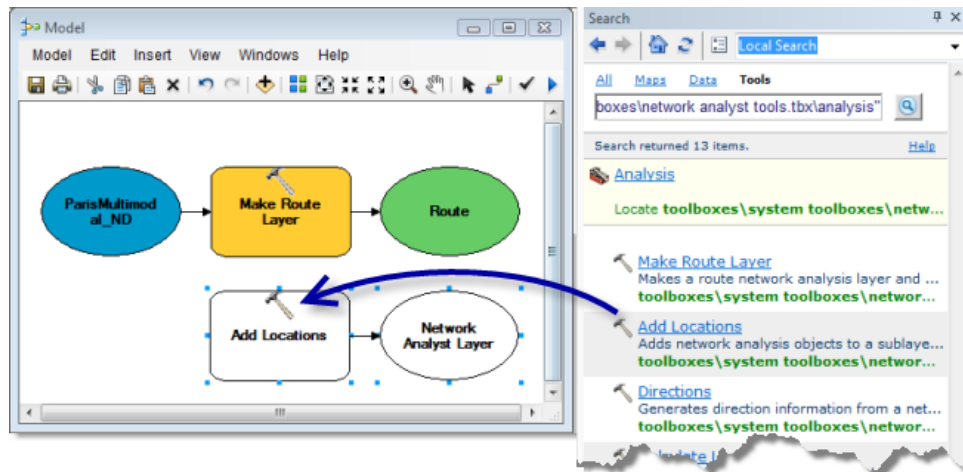 Model
Model Edit Insert View Windows Help
ParisMultimod
al_ND
Make Route
Layer
Route
Add Locations
Network
Analyst Layer
Search
Local Search
All Maps Data Tools
boxes\network analyst tools.tbx\analysis"
Search returned 13 items. Help
Analysis
Locate toolboxes\system toolboxes\netw...
Make Route Layer
Makes a route network analysis layer and ...
toolboxes\system toolboxes\networ...
Add Locations
Adds network analysis objects to a sublaye...
toolboxes\system toolboxes\networ...
Directions
Generates direction information from a net...
toolboxes\system toolboxes\networ...